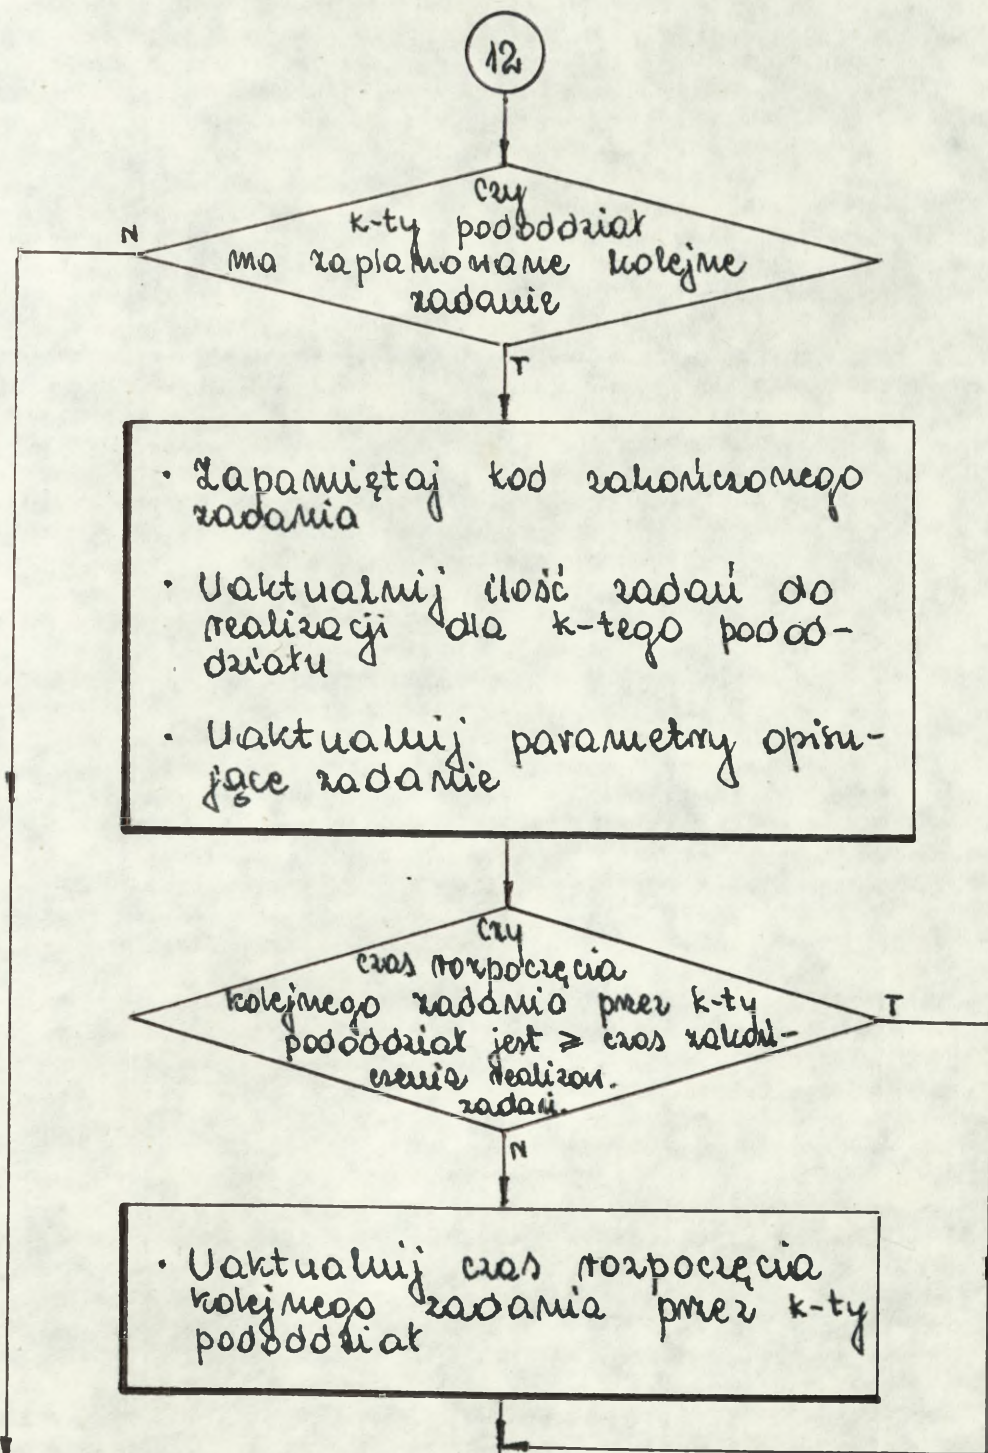 12
czy
k-ty pododdział
N
ma zaplanowane kolejne
zadanie
T
• Zapamiętaj kod zakończonego
zadania
• Uaktualnij ilość zadań do
realizacji dla k-tego podod-
działu
• Uaktualnij parametry opisu-
jące zadanie
czy
czas rozpoczęcia
kolejnego zadania przez k-ty
T
pododdział jest ≥ czas zakoń-
czenia realizow.
zadań.
N
• Uaktualnij czas rozpoczęcia
kolejnego zadania przez k-ty
pododdział